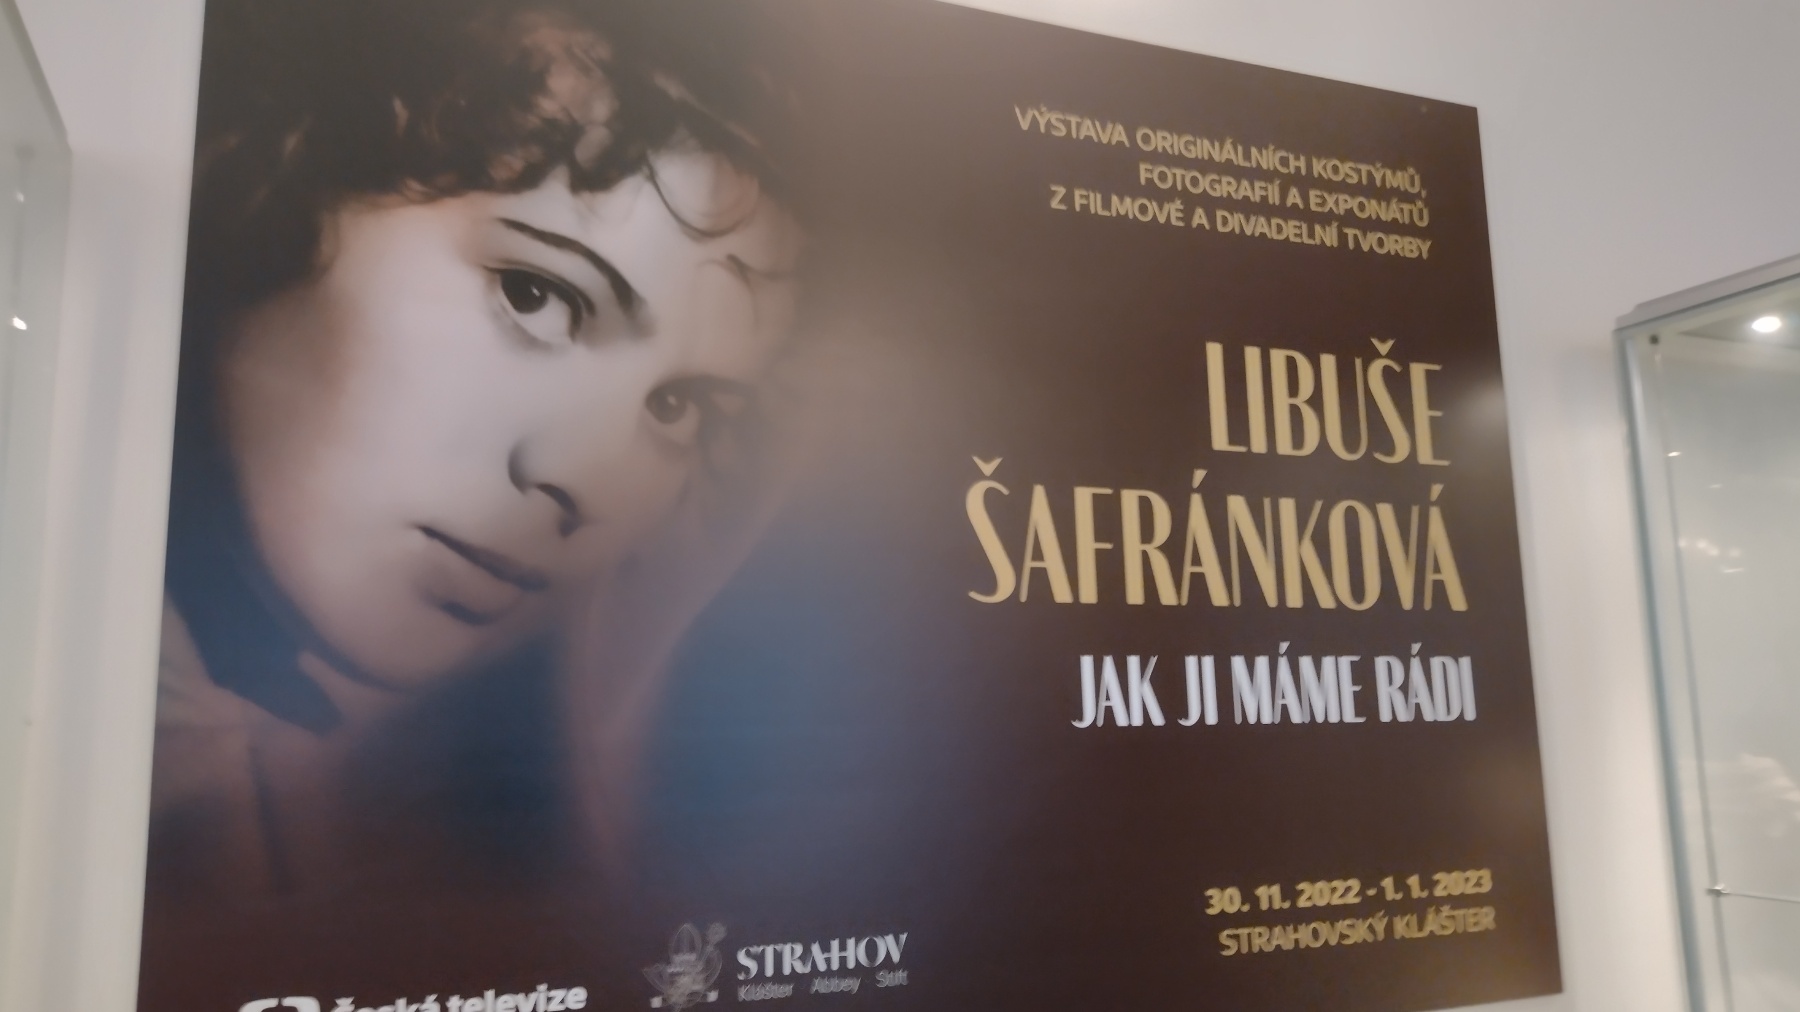 VÝSTAVA ORIGINÁLNÍCH KOSTÝMŮ,
FOTOGRAFIÍ A EXPONÁTŮ
Z FILMOVÉ A DIVADELNÍ TVORBY
LIBUŠE
ŠAFRÁNKOVÁ
JAK JI MÁME RÁDI
30. 11. 2022 - 1. 1. 2023
STRAHOVSKÝ KLÁŠTER
STRAHOV
Klášter Abbey Stift
Česká televize